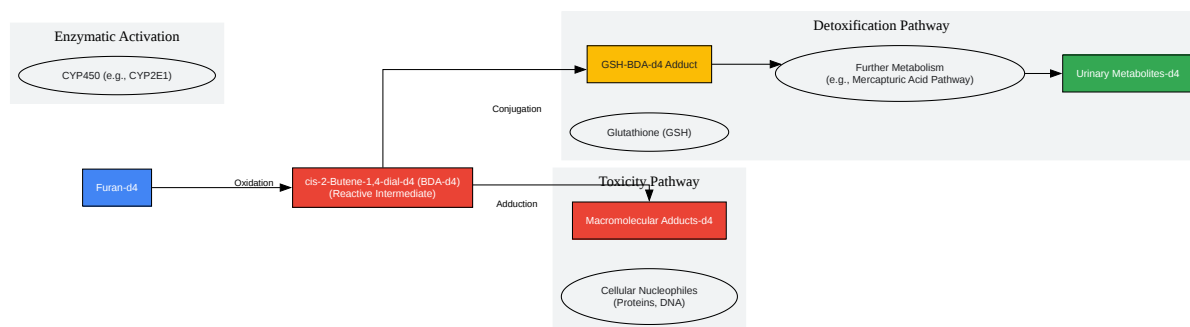 Enzymatic Activation
CYP450 (e.g., CYP2E1)
Furan-d4
Oxidation
cis-2-Butene-1,4-dial-d4 (BDA-d4)
(Reactive Intermediate)
Conjugation
Adduction
Detoxification Pathway
GSH-BDA-d4 Adduct
Further Metabolism
(e.g., Mercapturic Acid Pathway)
Urinary Metabolites-d4
Glutathione (GSH)
Toxicity Pathway
Macromolecular Adducts-d4
Cellular Nucleophiles
(Proteins, DNA)